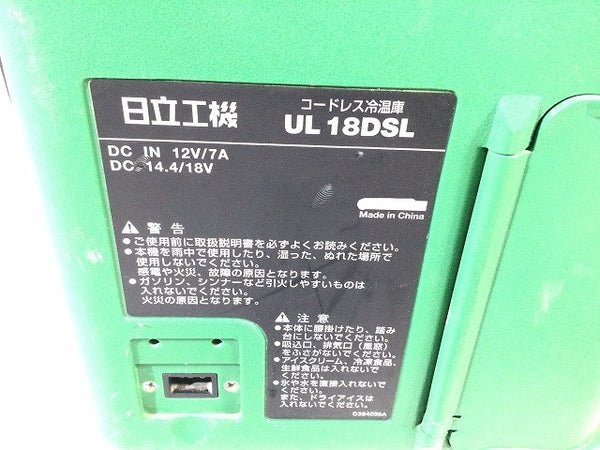 日立工機
コードレス冷温庫
UL 18DSL
DC IN 12V/7A
DC 14.4/18V
Made in China
警告
●ご使用前に取扱説明書を必ずよくお読みください。
●本機を雨中で使用したり、湿った、ぬれた場所で
使用しないでください。
感電や火災、故障の原因となります。
●ガソリン、シンナーなど引火しやすいものは
入れないでください。
火災の原因となります。
注意
●本体に腰掛けたり、踏み
台にしないでください。
●吸込口、排気口(風窓)
をふさがないでください。
●アイスクリーム、冷凍食品、
生鮮食品は入れないで
ください。
●氷や水を直接入れないで
ください。
また、ドライアイスは
入れないでください。